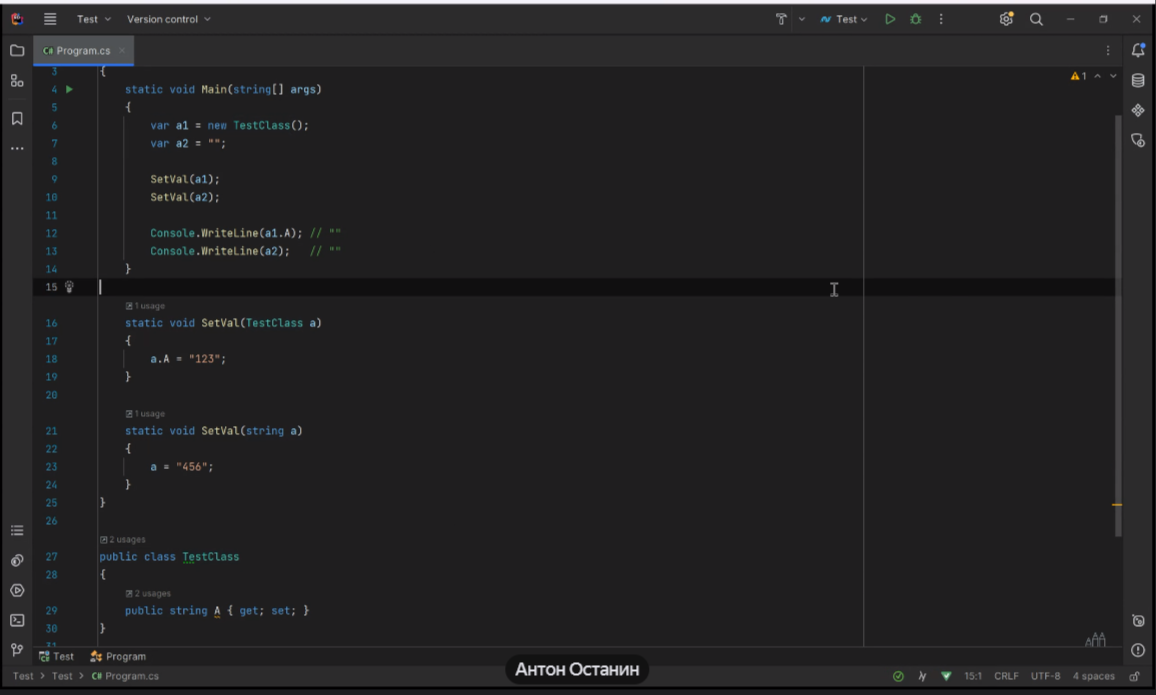 Test Version control Test
C# Program.cs
3 {
4 static void Main(string[] args)
5 {
6 var a1 = new TestClass();
7 var a2 = "";
8
9 SetVal(a1);
10 SetVal(a2);
11
12 Console.WriteLine(a1.A); // ""
13 Console.WriteLine(a2); // ""
14 }
15
1 usage
16 static void SetVal(TestClass a)
17 {
18 a.A = "123";
19 }
20
1 usage
21 static void SetVal(string a)
22 {
23 a = "456";
24 }
25 }
26
2 usages
27 public class TestClass
28 {
2 usages
29 public string A { get; set; }
30 }
31
1
Test Program
Антон Останин
Test > Test > C# Program.cs 15:1 CRLF UTF-8 4 spaces